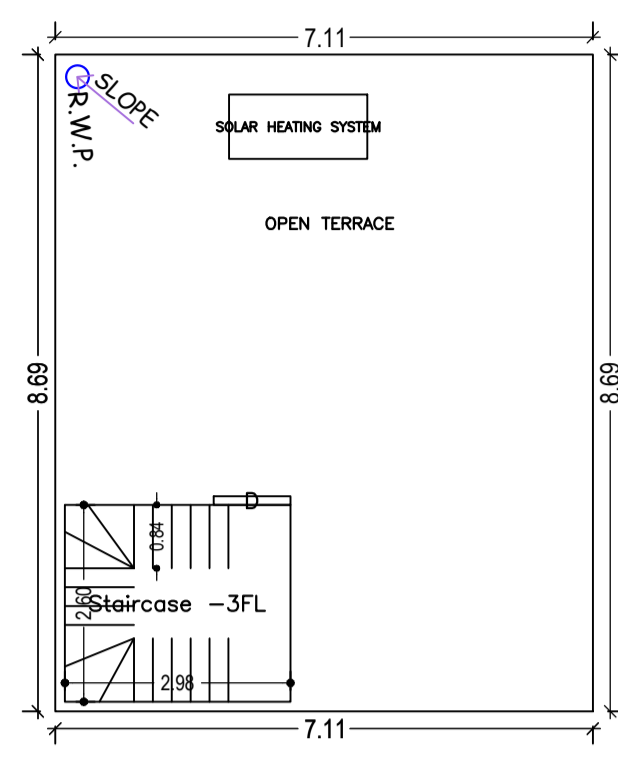 7.11
SLOPE
R.W.P.
SOLAR HEATING SYSTEM
OPEN TERRACE
8.69
8.69
D
0.84
2.60
Staircase -3FL
2.98
7.11